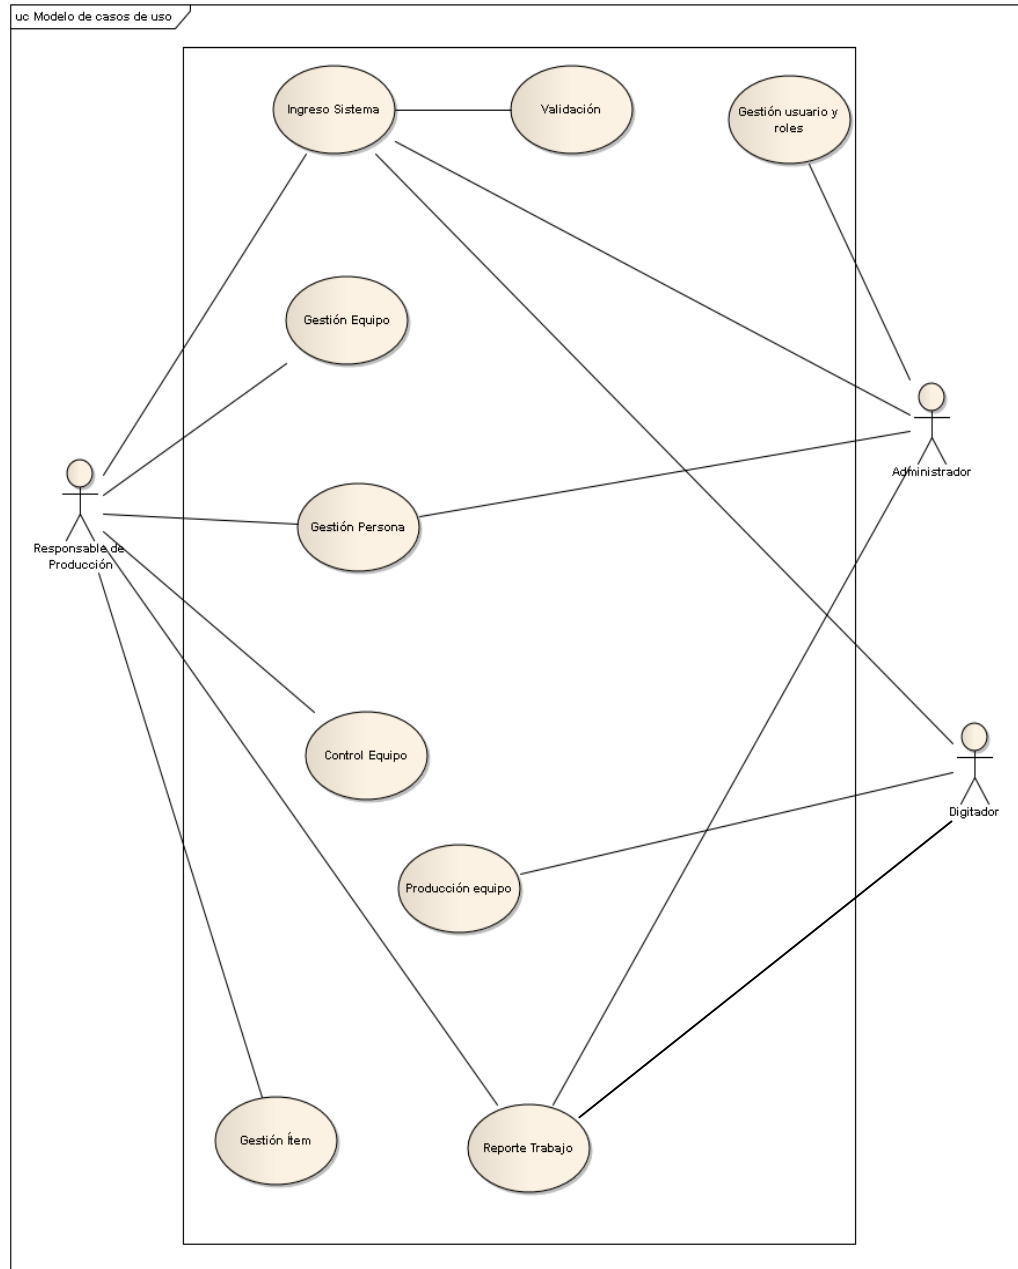 uc Modelo de casos de uso
Ingreso Sistema
Validación
Gestión usuario y
roles
Gestión Equipo
Administrador
Gestión Persona
Responsable de
Producción
Control Equipo
Digitador
Producción equipo
Gestión Ítem
Reporte Trabajo